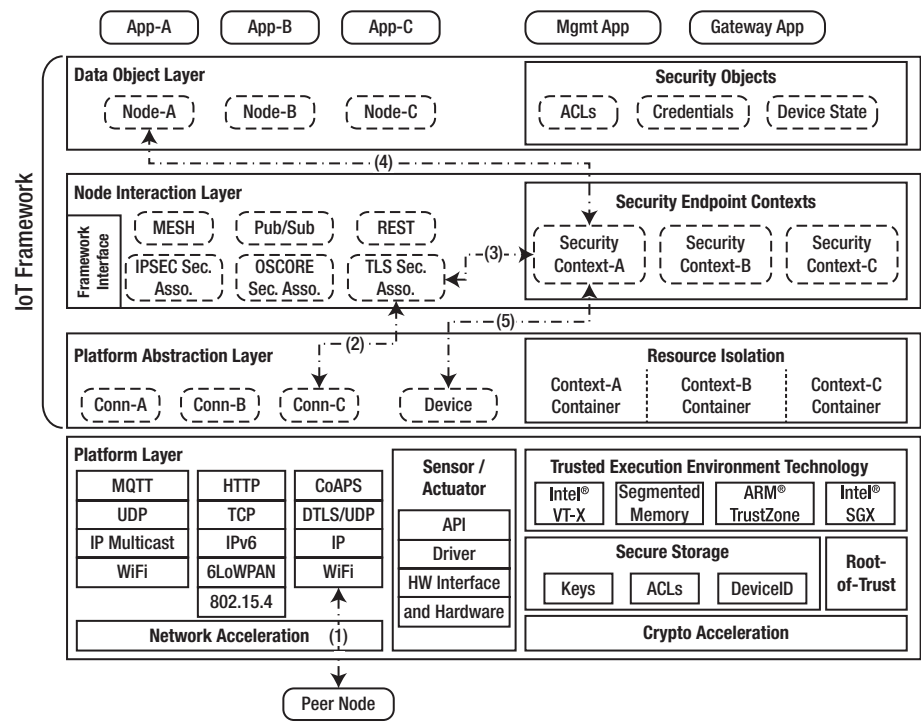 App-A
App-B
App-C
Mgmt App
Gateway App
IoT Framework
Data Object Layer
Node-A
Node-B
Node-C
Security Objects
ACLs
Credentials
Device State
(4)
Node Interaction Layer
Framework
Interface
MESH
Pub/Sub
REST
IPSEC Sec.
Asso.
OSCORE
Sec. Asso.
TLS Sec.
Asso.
(3)
Security Endpoint Contexts
Security
Context-A
Security
Context-B
Security
Context-C
(5)
(2)
Platform Abstraction Layer
Conn-A
Conn-B
Conn-C
Device
Resource Isolation
Context-A
Container
Context-B
Container
Context-C
Container
Platform Layer
MQTT
UDP
IP Multicast
WiFi
HTTP
TCP
IPv6
6LoWPAN
802.15.4
CoAPS
DTLS/UDP
IP
WiFi
Network Acceleration
(1)
Sensor /
Actuator
API
Driver
HW Interface
and Hardware
Trusted Execution Environment Technology
Intel®
VT-X
Segmented
Memory
ARM®
TrustZone
Intel®
SGX
Secure Storage
Keys
ACLs
DeviceID
Root-
of-Trust
Crypto Acceleration
Peer Node